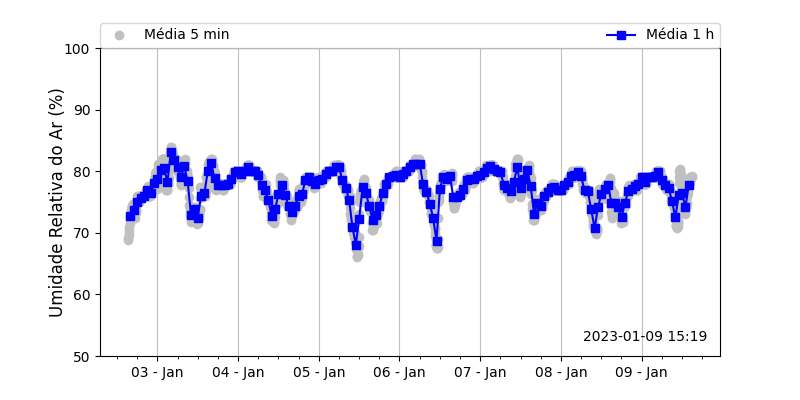 Média 5 min
Média 1 h
Umidade Relativa do Ar (%)
100
90
80
70
60
50
2023-01-09 15:19
03 - Jan
04 - Jan
05 - Jan
06 - Jan
07 - Jan
08 - Jan
09 - Jan